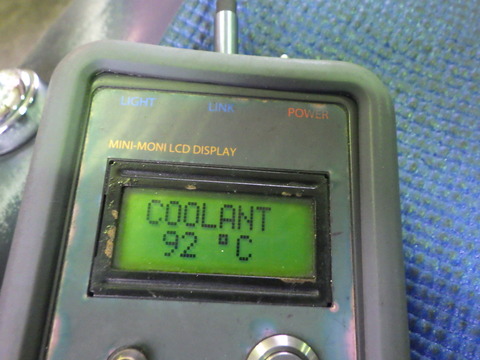 LIGHT LINK POWER
MINI-MONI LCD DISPLAY
COOLANT
92 °C